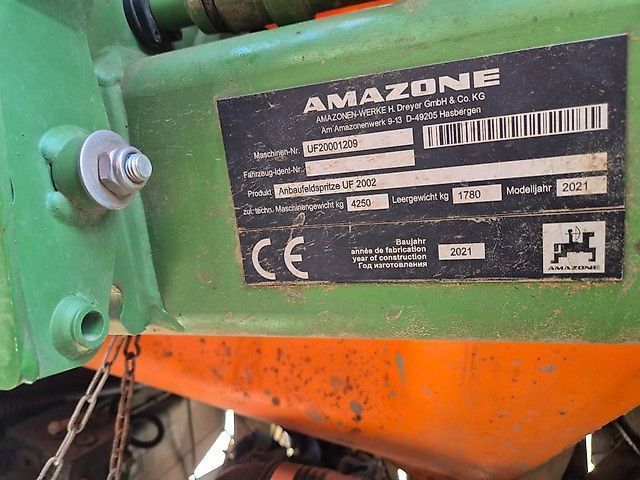 AMAZONE
AMAZONEN-WERKE H. Dreyer GmbH & Co. KG
Am Amazonenwerk 9-13 D-49205 Hasbergen
Maschinen-Nr. UF20001209
Fahrzeug-Ident-Nr.
Produkt Anbaufeldspritze UF 2002
zul. techn. Maschinengewicht kg 4250 Leergewicht kg 1780 Modelljahr 2021
CE
Baujahr
année de fabrication
year of construction
Год изготовления
2021
AMAZONE